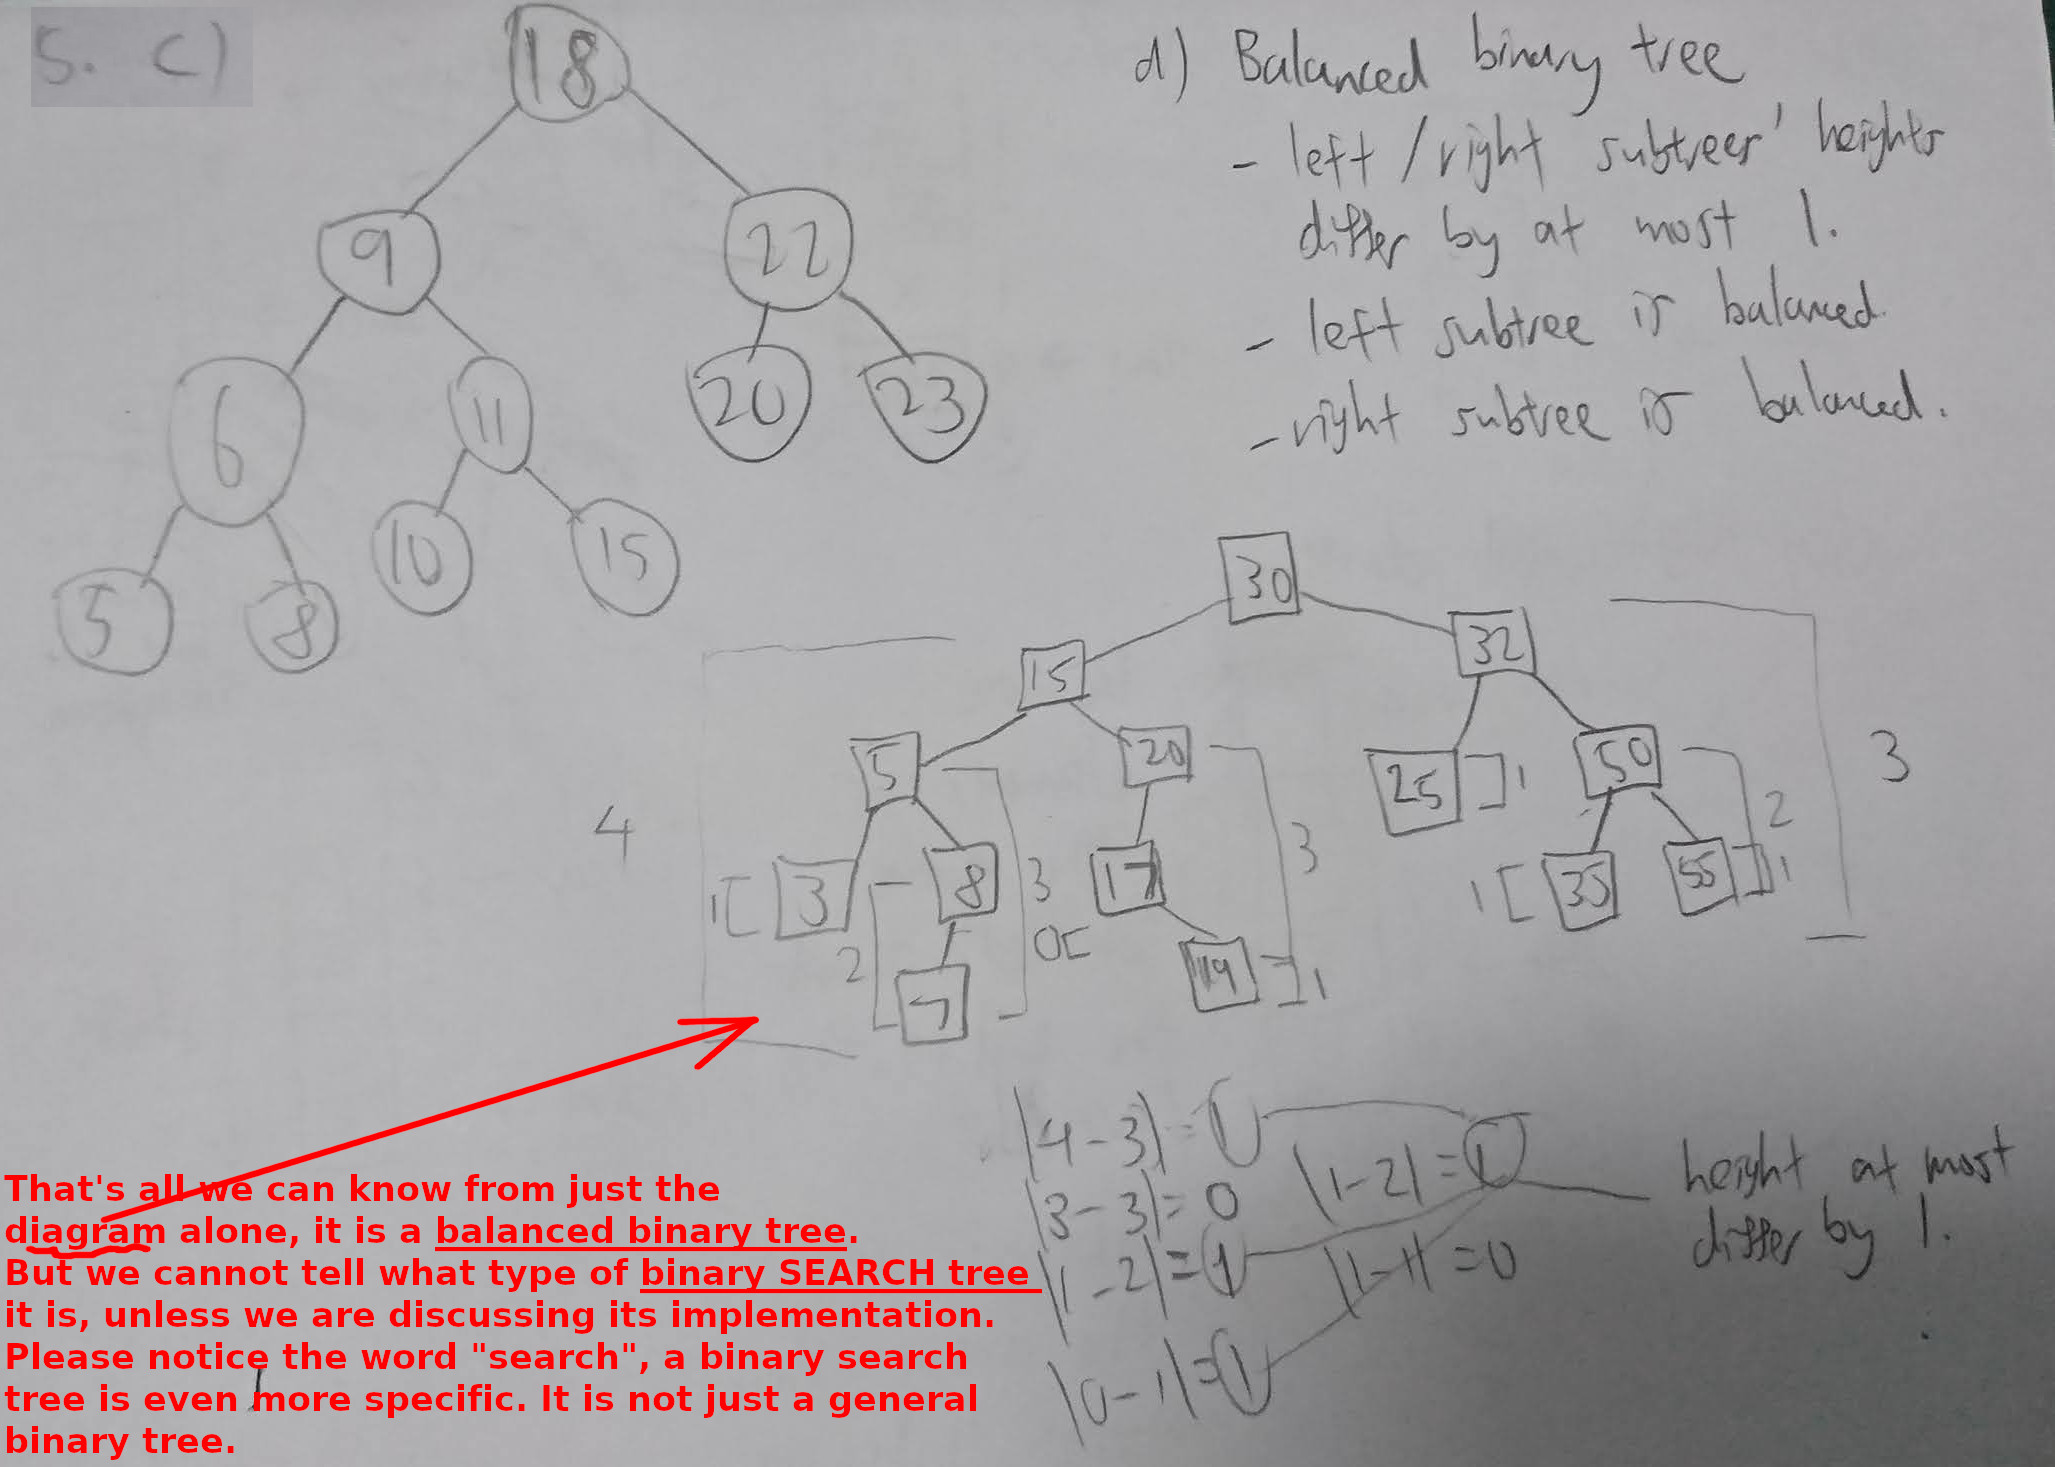 5. c)
18
9 22
6 11 20 23
5 8 10 15
d) Balanced binary tree
- left / right subtrees' heights
differ by at most 1.
- left subtree is balanced.
- right subtree is balanced.
30
15 32
5 20 25 ] 1 50
4 3 2 3
1 [ 3 8 3 17 1 [ 35 55 ] 1
2 0 [
7 19 ] 1
|4-3| = 1 |1-2| = 1
|3-3| = 0
|1-2| = 1 |1-1| = 0
|0-1| = 1
height at most
differ by 1.
That's all we can know from just the
diagram alone, it is a balanced binary tree.
But we cannot tell what type of binary SEARCH tree
it is, unless we are discussing its implementation.
Please notice the word "search", a binary search
tree is even more specific. It is not just a general
binary tree.